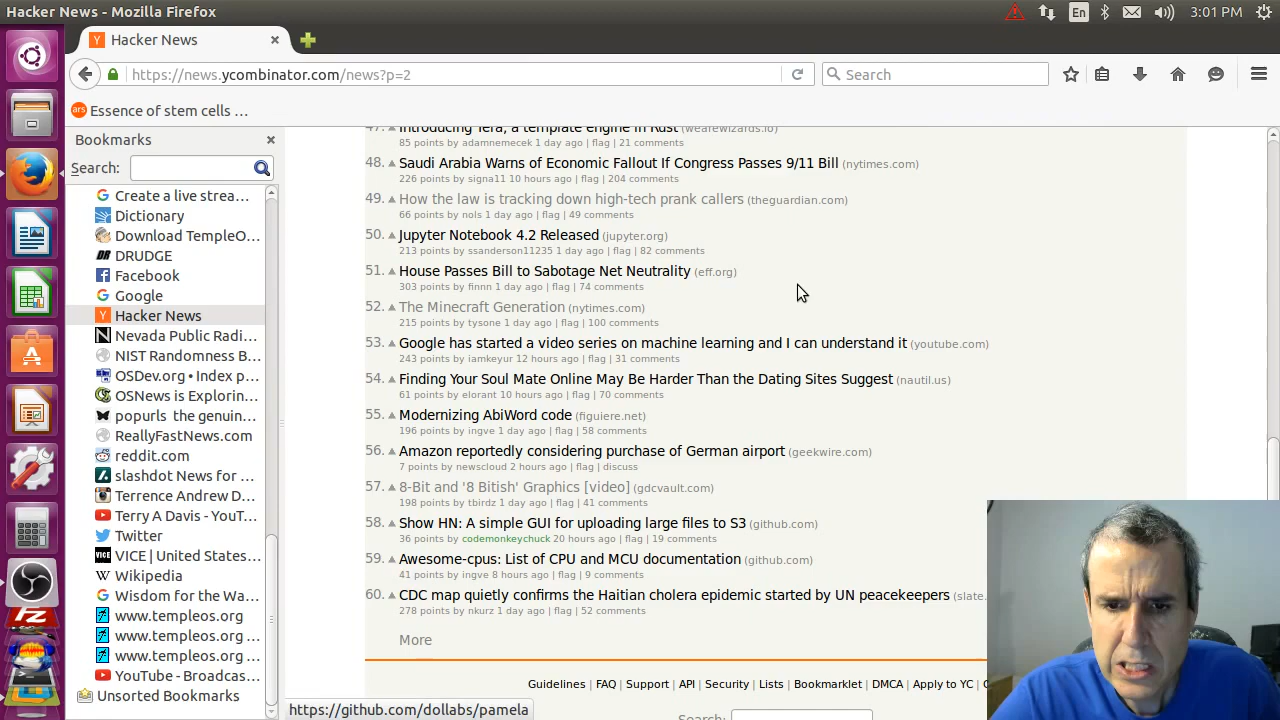 Hacker News - Mozilla Firefox
En
3:01 PM
Hacker News
https://news.ycombinator.com/news?p=2
Search
ars Essence of stem cells …
Bookmarks
Search:
Create a live strea…
Dictionary
Download TempleO…
DRUDGE
Facebook
Google
Hacker News
Nevada Public Radi…
NIST Randomness B…
OSDev.org • Index p…
OSNews is Explorin…
popurls the genuin…
ReallyFastNews.com
reddit.com
slashdot News for …
Terrence Andrew D…
Terry A Davis - YouT…
Twitter
VICE | United States…
Wikipedia
Wisdom for the Wa…
www.templeos.org
www.templeos.org …
www.templeos.org …
YouTube - Broadcas…
Unsorted Bookmarks
47. Introducing Tera, a template engine in Rust (wearewizards.io)
85 points by adamnemecek 1 day ago | flag | 21 comments
48. Saudi Arabia Warns of Economic Fallout If Congress Passes 9/11 Bill (nytimes.com)
226 points by signa11 10 hours ago | flag | 204 comments
49. How the law is tracking down high-tech prank callers (theguardian.com)
66 points by nols 1 day ago | flag | 49 comments
50. Jupyter Notebook 4.2 Released (jupyter.org)
213 points by ssanderson11235 1 day ago | flag | 82 comments
51. House Passes Bill to Sabotage Net Neutrality (eff.org)
303 points by finnn 1 day ago | flag | 74 comments
52. The Minecraft Generation (nytimes.com)
215 points by tysone 1 day ago | flag | 100 comments
53. Google has started a video series on machine learning and I can understand it (youtube.com)
243 points by iamkeyur 12 hours ago | flag | 31 comments
54. Finding Your Soul Mate Online May Be Harder Than the Dating Sites Suggest (nautil.us)
61 points by elorant 10 hours ago | flag | 70 comments
55. Modernizing AbiWord code (figuiere.net)
196 points by ingve 1 day ago | flag | 58 comments
56. Amazon reportedly considering purchase of German airport (geekwire.com)
7 points by newscloud 2 hours ago | flag | discuss
57. 8-Bit and '8 Bitish' Graphics [video] (gdcvault.com)
198 points by tbirdz 1 day ago | flag | 41 comments
58. Show HN: A simple GUI for uploading large files to S3 (github.com)
36 points by codemonkeychuck 20 hours ago | flag | 19 comments
59. Awesome-cpus: List of CPU and MCU documentation (github.com)
41 points by ingve 8 hours ago | flag | 9 comments
60. CDC map quietly confirms the Haitian cholera epidemic started by UN peacekeepers (slate.
278 points by nkurz 1 day ago | flag | 52 comments
More
Guidelines | FAQ | Support | API | Security | Lists | Bookmarklet | DMCA | Apply to YC | C
https://github.com/dollabs/pamela
Search: